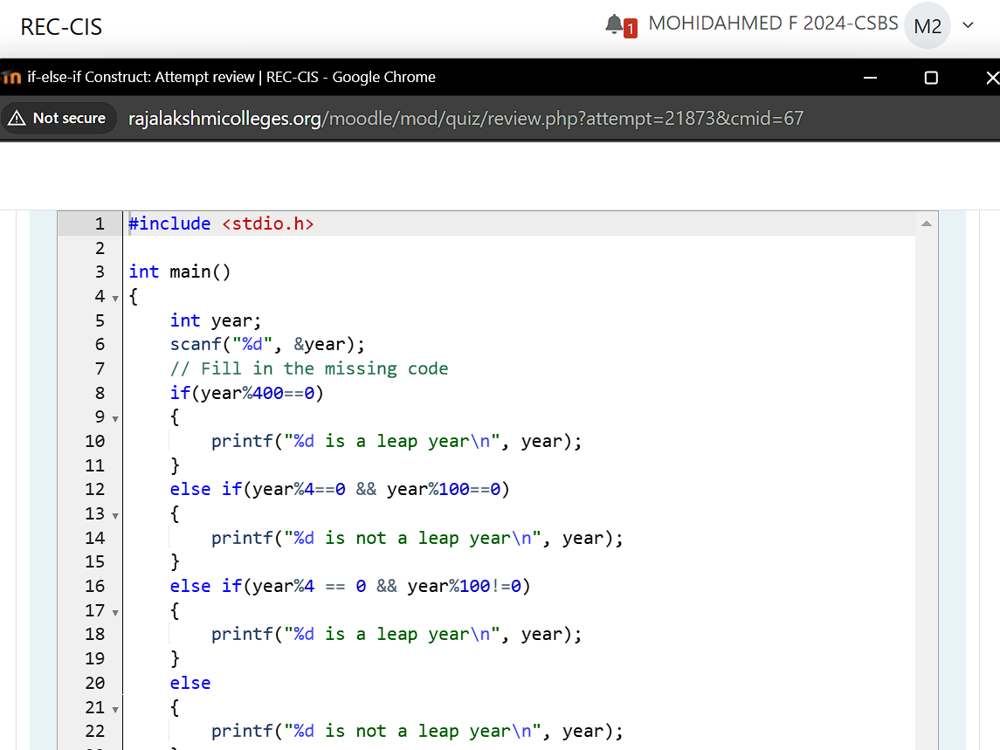 REC-CIS
1 MOHIDAHMED F 2024-CSBS M2
if-else-if Construct: Attempt review | REC-CIS - Google Chrome
Not secure rajalakshmicolleges.org/moodle/mod/quiz/review.php?attempt=21873&cmid=67
1 #include <stdio.h>
2
3 int main()
4 {
5 int year;
6 scanf("%d", &year);
7 // Fill in the missing code
8 if(year%400==0)
9 {
10 printf("%d is a leap year\n", year);
11 }
12 else if(year%4==0 && year%100==0)
13 {
14 printf("%d is not a leap year\n", year);
15 }
16 else if(year%4 == 0 && year%100!=0)
17 {
18 printf("%d is a leap year\n", year);
19 }
20 else
21 {
22 printf("%d is not a leap year\n", year);